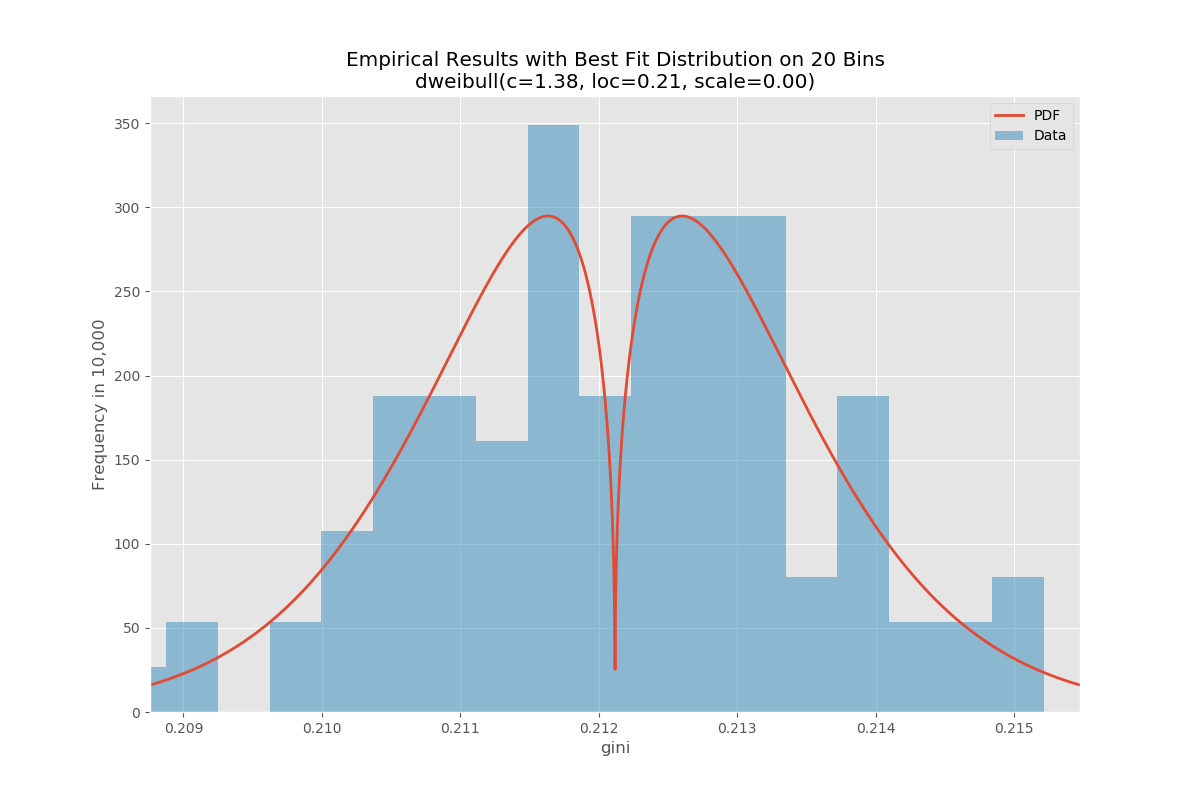 Empirical Results with Best Fit Distribution on 20 Bins
dweibull(c=1.38, loc=0.21, scale=0.00)
PDF
Data
Frequency in 10,000
350
300
250
200
150
100
50
0
0.209 0.210 0.211 0.212 0.213 0.214 0.215
gini